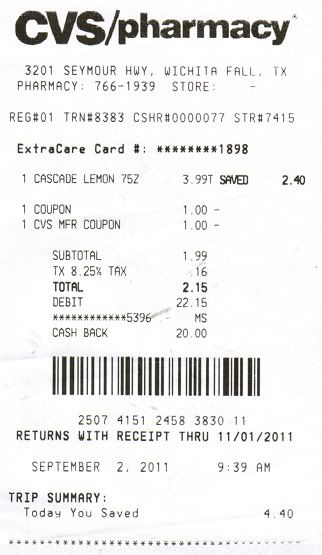 CVS/pharmacy
3201 SEYMOUR HWY, WICHITA FALL, TX
PHARMACY: 766-1939 STORE: -
REG#01 TRN#8383 CSHR#0000077 STR#7415
ExtraCare Card #: ********1898
1 CASCADE LEMON 75Z 3.99T SAVED 2.40
1 COUPON 1.00 -
1 CVS MFR COUPON 1.00 -
SUBTOTAL 1.99
TX 8.25% TAX .16
TOTAL 2.15
DEBIT 22.15
************5396 MS
CASH BACK 20.00
2507 4151 2458 3830 11
RETURNS WITH RECEIPT THRU 11/01/2011
SEPTEMBER 2, 2011 9:39 AM
TRIP SUMMARY:
Today You Saved 4.40